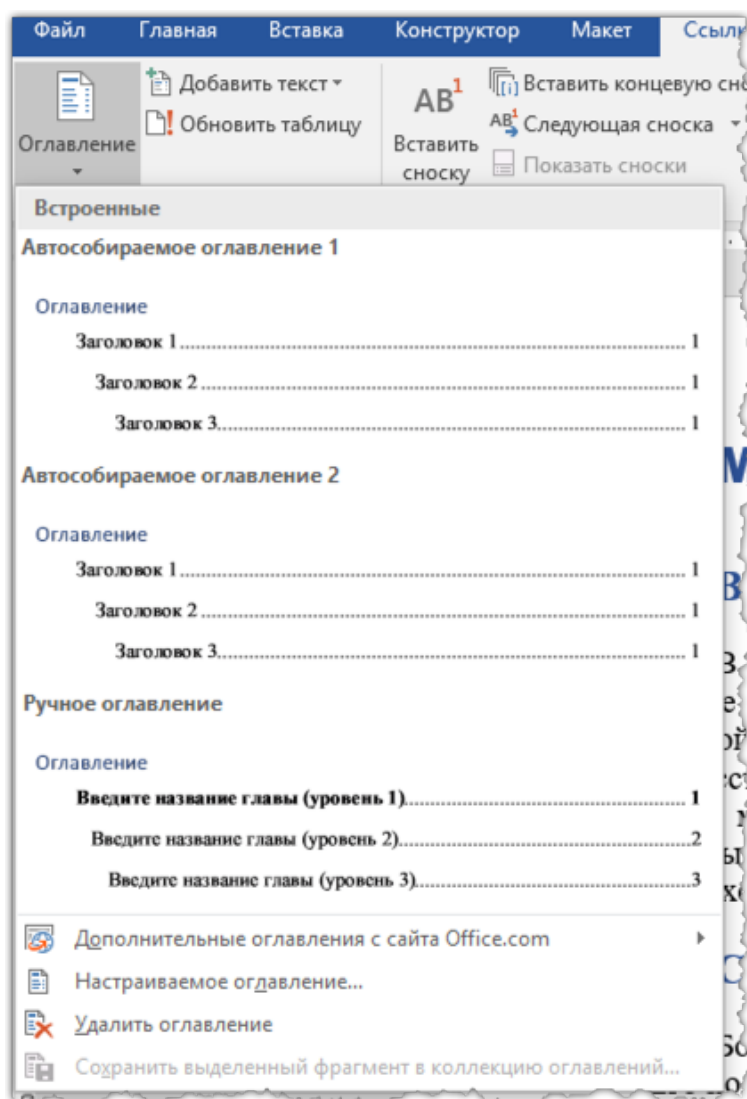 Файл Главная Вставка Конструктор Макет Ссылк
Оглавление
Добавить текст
Обновить таблицу
AB1
Вставить сноску
[i] Вставить концевую сно
AB1 Следующая сноска
Показать сноски
Встроенные
Автособираемое оглавление 1
Оглавление
Заголовок 1........ 1
Заголовок 2........ 1
Заголовок 3........ 1
Автособираемое оглавление 2
Оглавление
Заголовок 1........ 1
Заголовок 2........ 1
Заголовок 3........ 1
Ручное оглавление
Оглавление
Введите название главы (уровень 1)........ 1
Введите название главы (уровень 2)........2
Введите название главы (уровень 3)........3
Дополнительные оглавления с сайта Office.com
Настраиваемое оглавление...
Удалить оглавление
Сохранить выделенный фрагмент в коллекцию оглавлений...